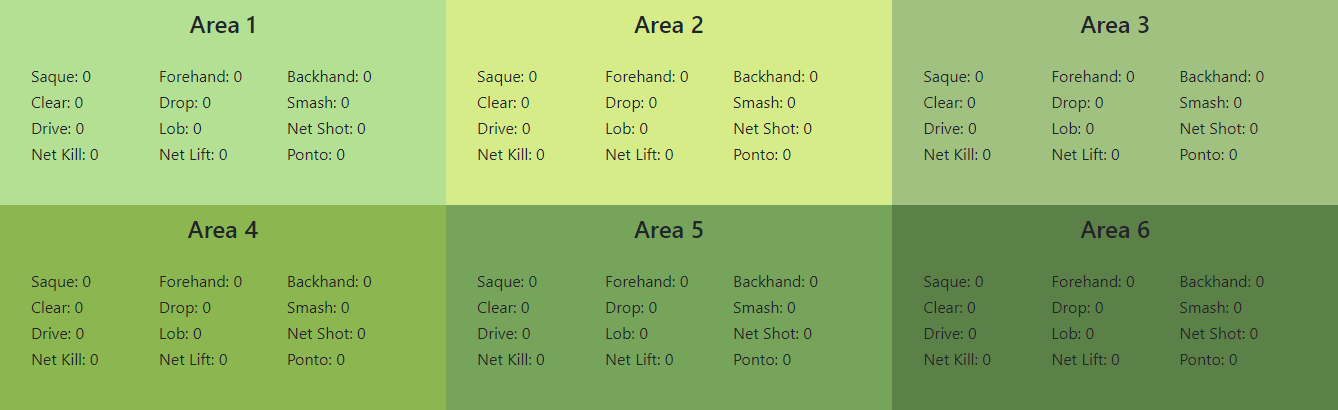 Area 1
Saque: 0 Forehand: 0 Backhand: 0
Clear: 0 Drop: 0 Smash: 0
Drive: 0 Lob: 0 Net Shot: 0
Net Kill: 0 Net Lift: 0 Ponto: 0
Area 2
Saque: 0 Forehand: 0 Backhand: 0
Clear: 0 Drop: 0 Smash: 0
Drive: 0 Lob: 0 Net Shot: 0
Net Kill: 0 Net Lift: 0 Ponto: 0
Area 3
Saque: 0 Forehand: 0 Backhand: 0
Clear: 0 Drop: 0 Smash: 0
Drive: 0 Lob: 0 Net Shot: 0
Net Kill: 0 Net Lift: 0 Ponto: 0
Area 4
Saque: 0 Forehand: 0 Backhand: 0
Clear: 0 Drop: 0 Smash: 0
Drive: 0 Lob: 0 Net Shot: 0
Net Kill: 0 Net Lift: 0 Ponto: 0
Area 5
Saque: 0 Forehand: 0 Backhand: 0
Clear: 0 Drop: 0 Smash: 0
Drive: 0 Lob: 0 Net Shot: 0
Net Kill: 0 Net Lift: 0 Ponto: 0
Area 6
Saque: 0 Forehand: 0 Backhand: 0
Clear: 0 Drop: 0 Smash: 0
Drive: 0 Lob: 0 Net Shot: 0
Net Kill: 0 Net Lift: 0 Ponto: 0